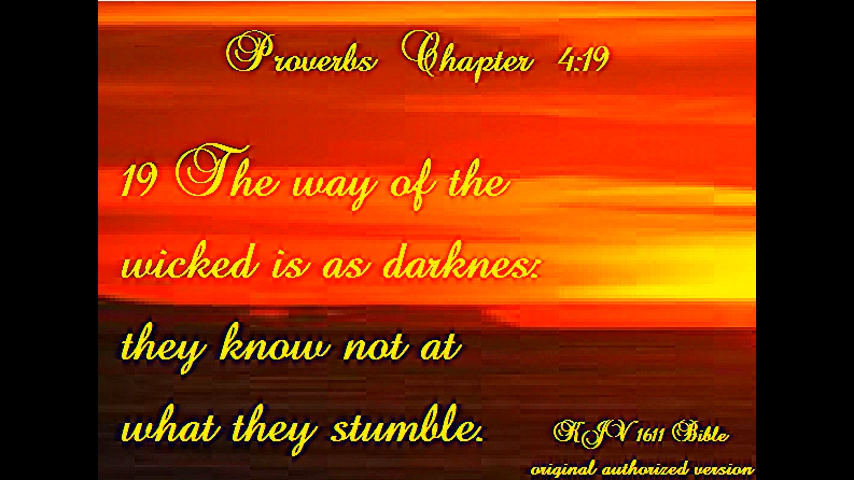 Proverbs Chapter 4:19
19 The way of the
wicked is as darknes:
they know not at
what they stumble.
KJV 1611 Bible
original authorized version